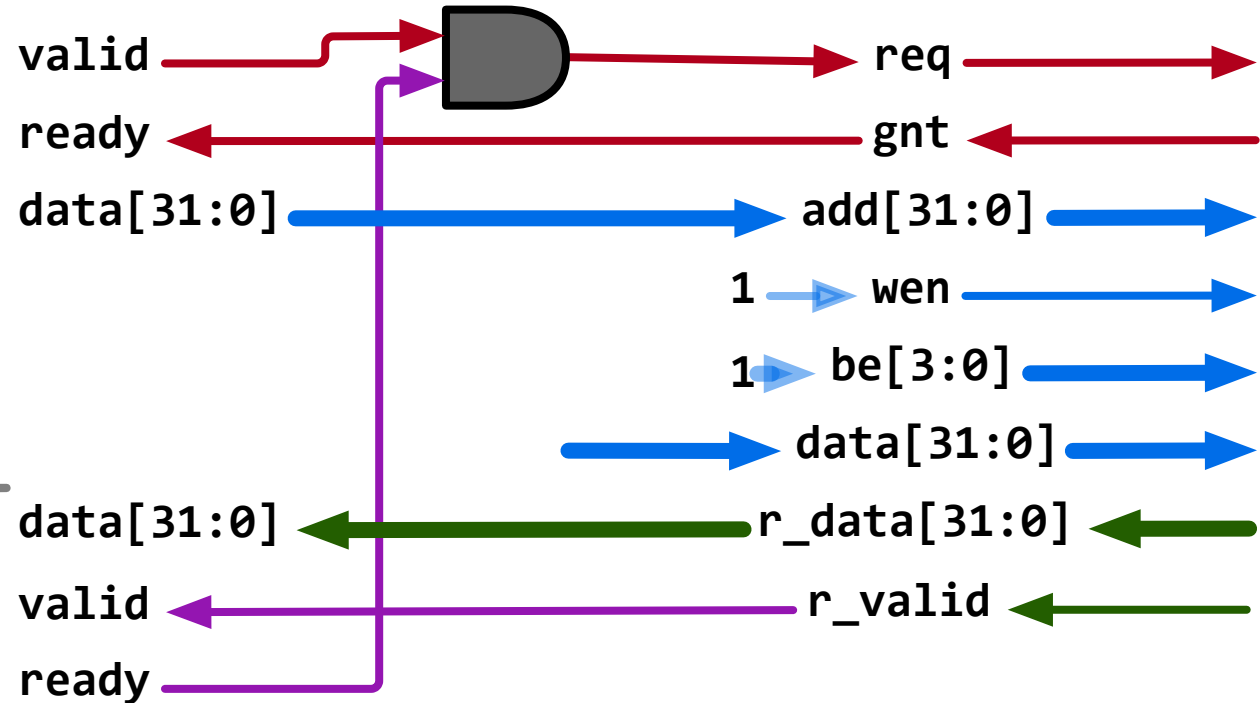 valid req
ready gnt
data[31:0] add[31:0]
1 wen
1 be[3:0]
data[31:0]
data[31:0] r_data[31:0]
valid r_valid
ready